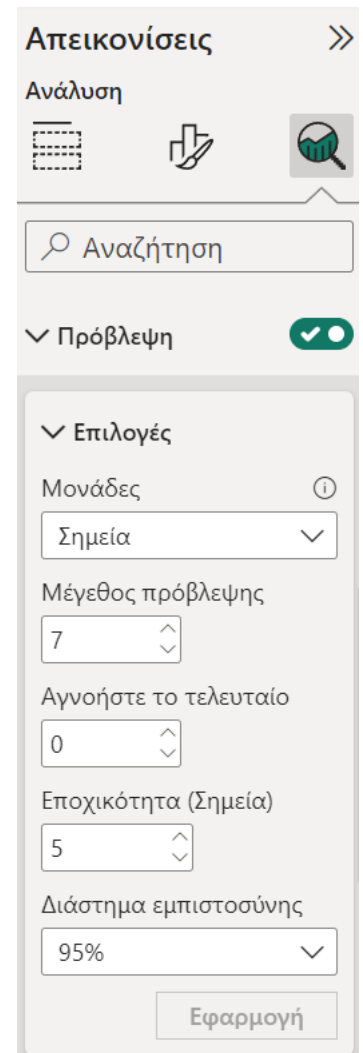 Απεικονίσεις
Ανάλυση
Αναζήτηση
Πρόβλεψη
Επιλογές
Μονάδες
Σημεία
Μέγεθος πρόβλεψης
7
Αγνοήστε το τελευταίο
0
Εποχικότητα (Σημεία)
5
Διάστημα εμπιστοσύνης
95%
Εφαρμογή